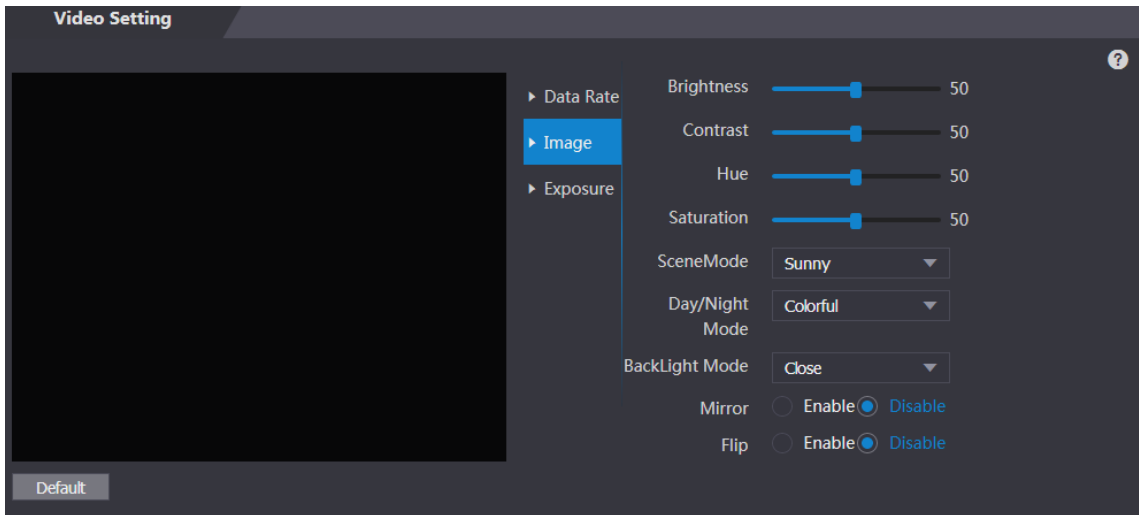 Video Setting
?
Data Rate
Image
Exposure
Brightness 50
Contrast 50
Hue 50
Saturation 50
SceneMode Sunny
Day/Night
Mode
Colorful
BackLight Mode Close
Mirror Enable Disable
Flip Enable Disable
Default